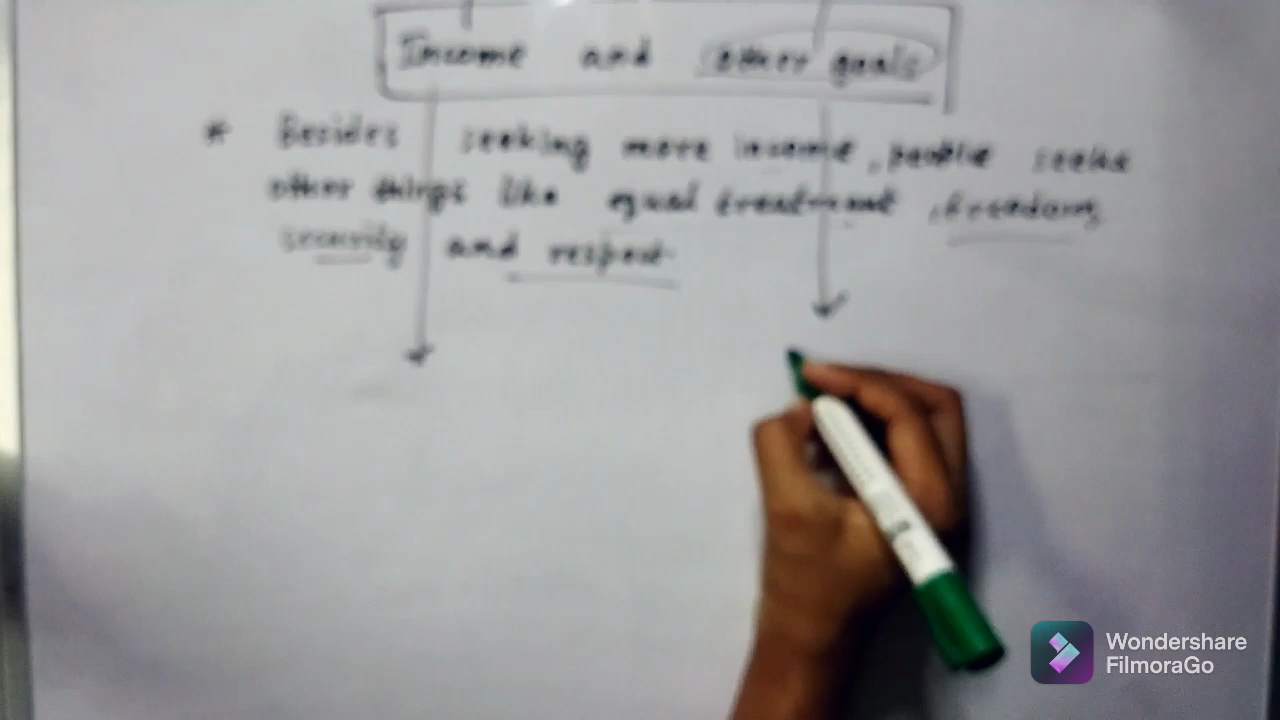 Income and other goals
* Besides seeking more income, people seeks
other things like equal treatment, freedom,
security and respect.
Wondershare
FilmoraGo